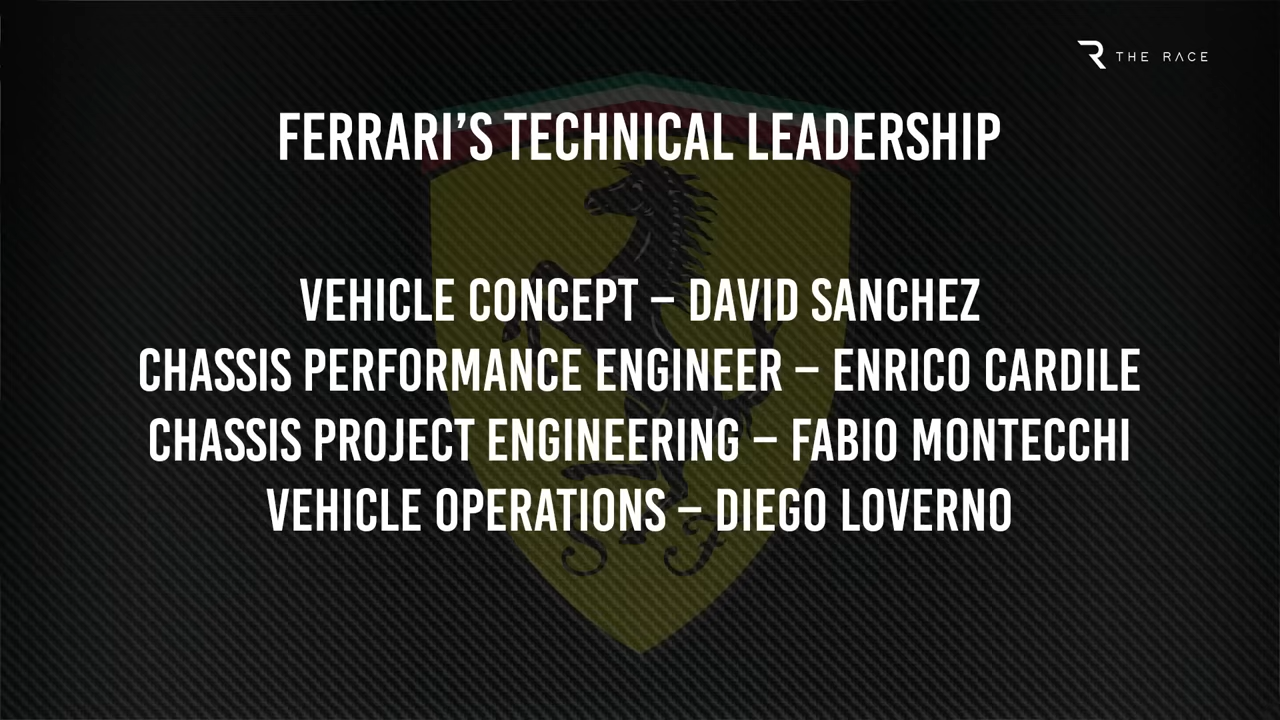 THE RACE
FERRARI'S TECHNICAL LEADERSHIP
VEHICLE CONCEPT – DAVID SANCHEZ
CHASSIS PERFORMANCE ENGINEER – ENRICO CARDILE
CHASSIS PROJECT ENGINEERING – FABIO MONTECCHI
VEHICLE OPERATIONS – DIEGO LOVERNO
S F